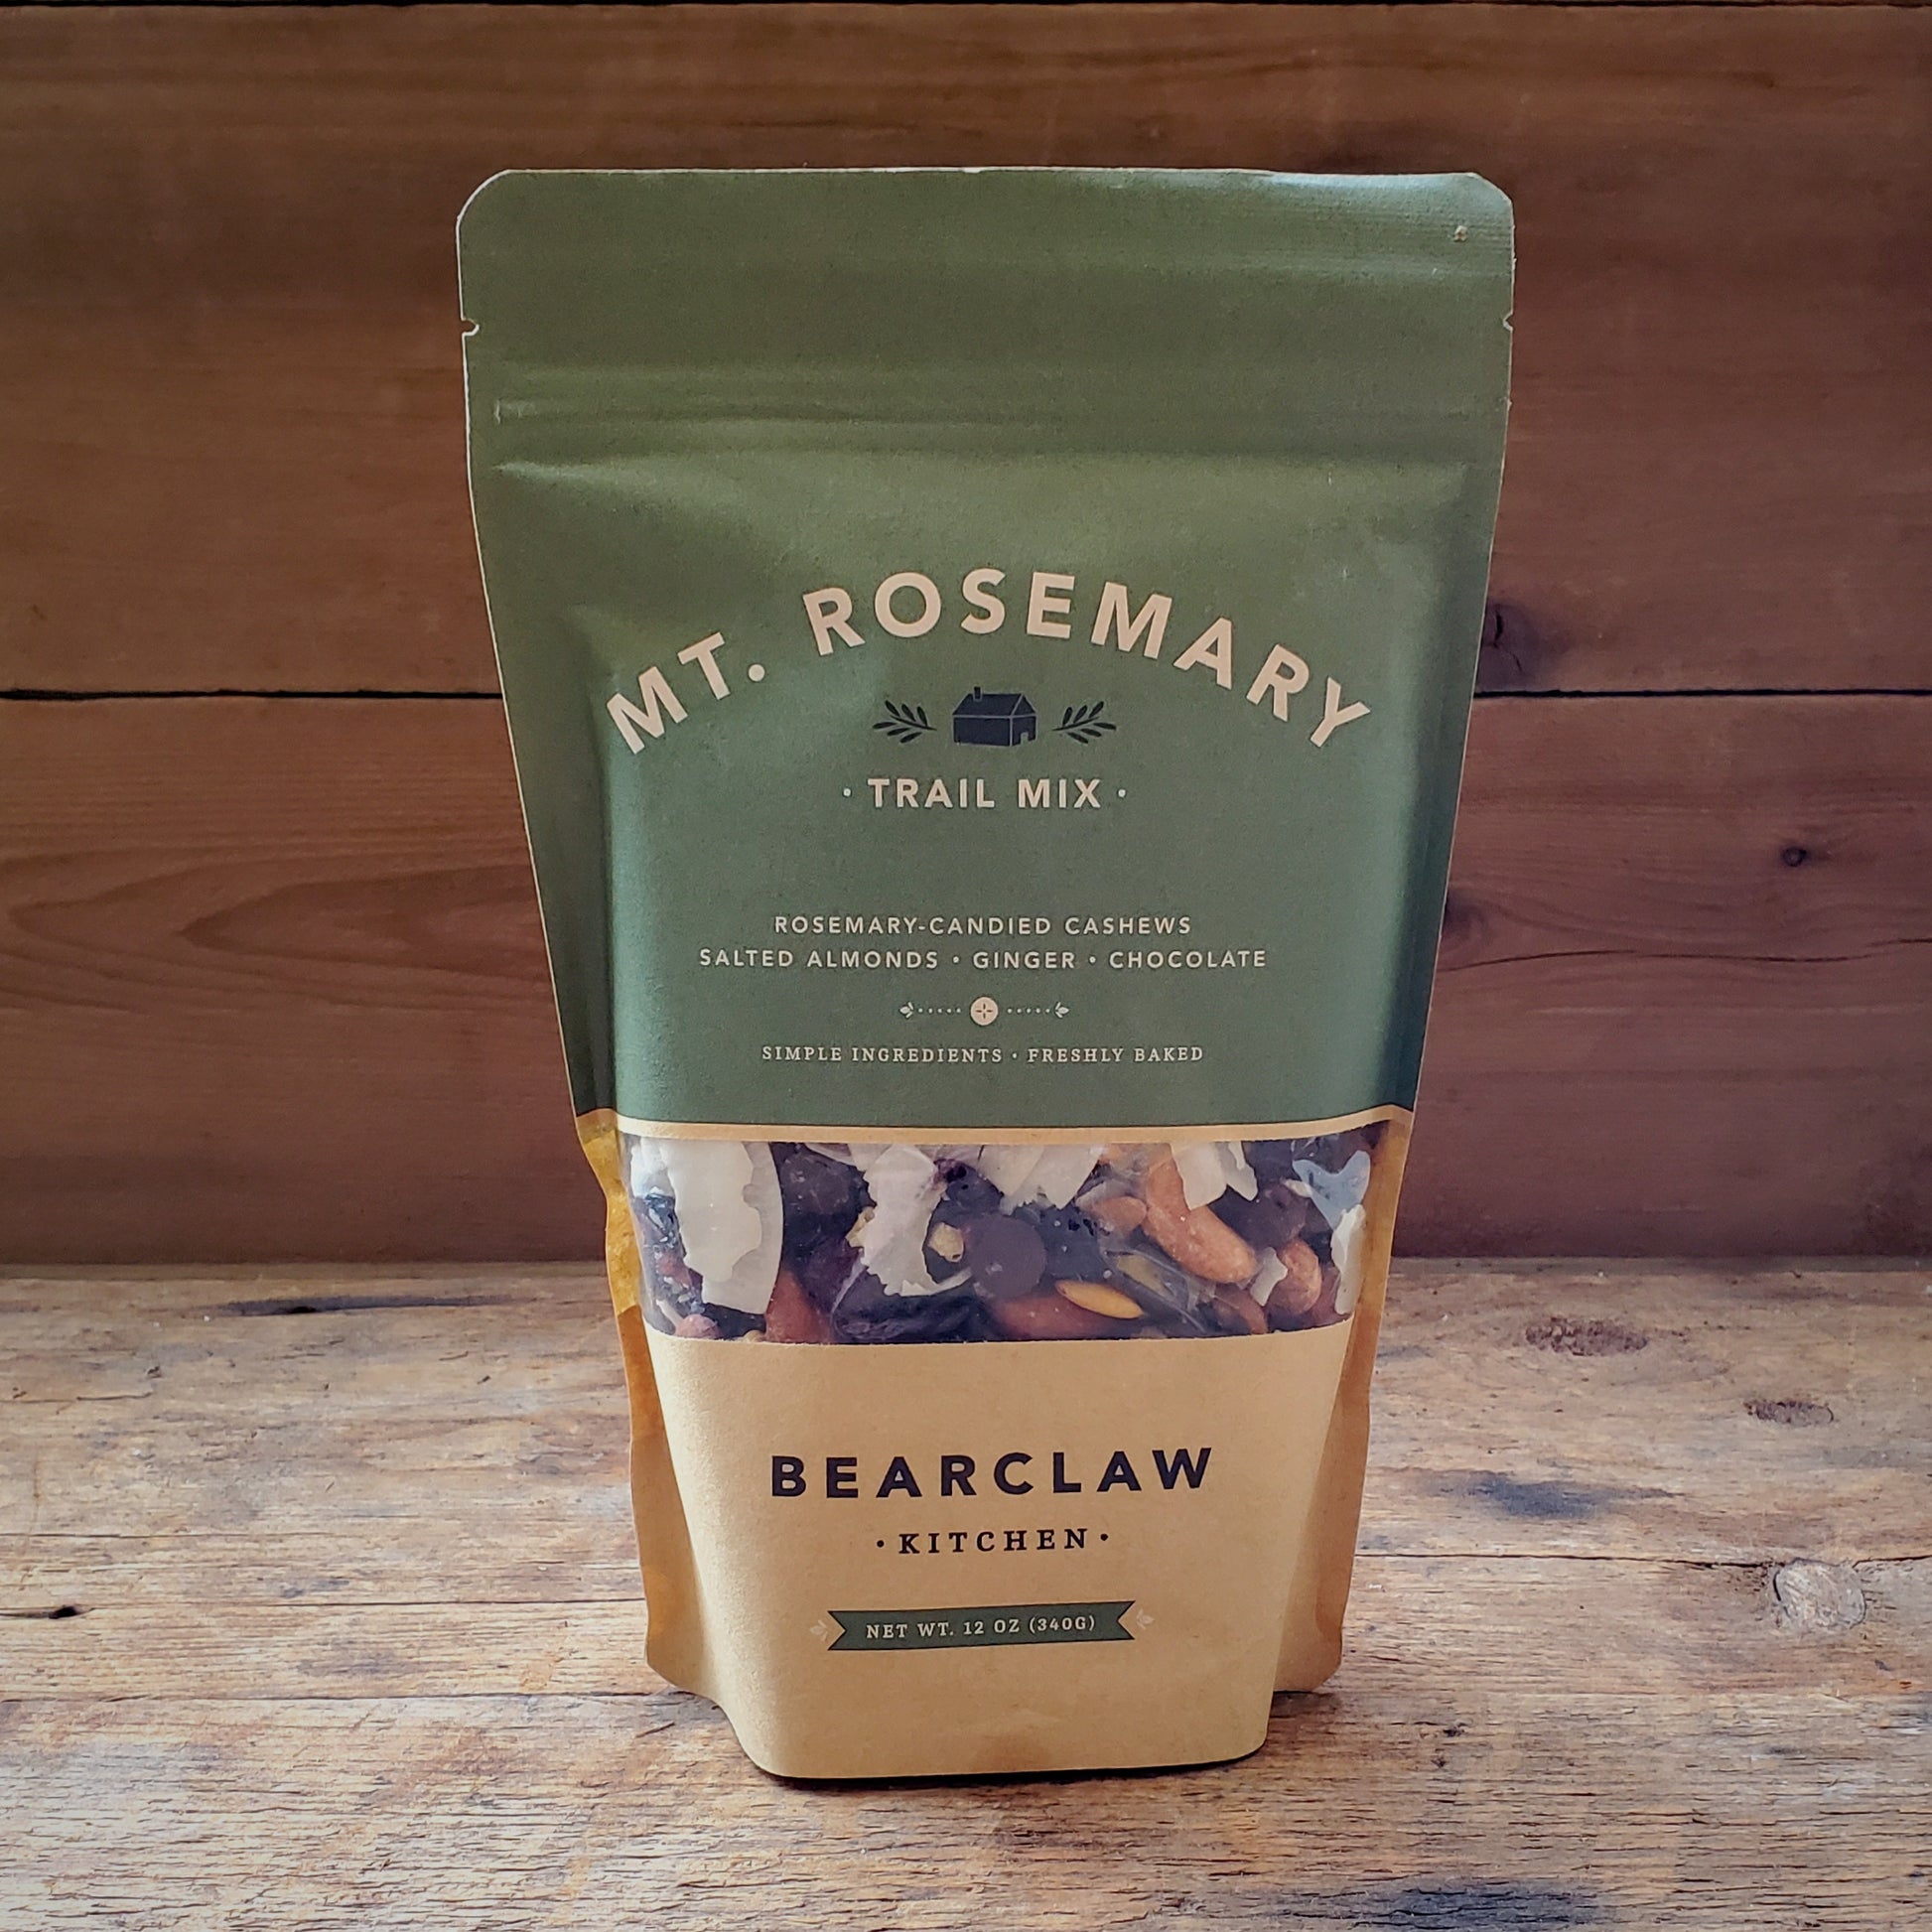 MT. ROSEMARY
· TRAIL MIX ·
ROSEMARY-CANDIED CASHEWS
SALTED ALMONDS • GINGER • CHOCOLATE
SIMPLE INGREDIENTS • FRESHLY BAKED
BEARCLAW
· KITCHEN ·
NET WT. 12 OZ (340G)